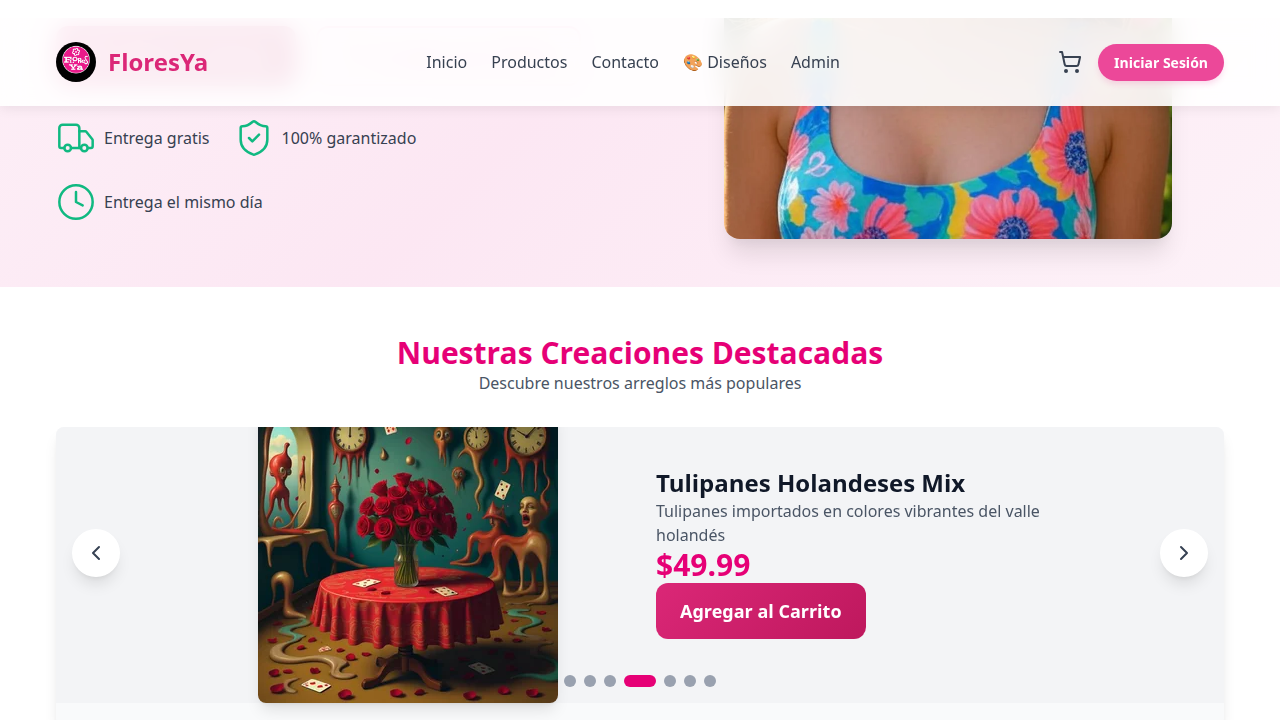 FloresYa
Inicio
Productos
Contacto
🎨 Diseños
Admin
Iniciar Sesión
Entrega gratis
100% garantizado
Entrega el mismo día
Nuestras Creaciones Destacadas
Descubre nuestros arreglos más populares
Tulipanes Holandeses Mix
Tulipanes importados en colores vibrantes del valle
holandés
$49.99
Agregar al Carrito